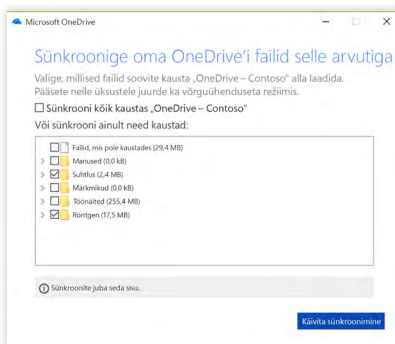 Microsoft OneDrive
Sünkroonige oma OneDrive'i failid selle arvutiga
Valige, millised failid soovite kausta „OneDrive – Contoso" alla laadida.
Pääsete neile üksustele juurde ka võrguühenduseta režiimis.
Sünkrooni kõik kaustas „OneDrive – Contoso"
Või sünkrooni ainult need kaustad:
Failid, mis pole kaustades (29,4 MB)
Manused (0,0 kB)
Suhtlus (2,4 MB)
Märkmikud (0,0 kB)
Töönäited (255,4 MB)
Röntgen (17,5 MB)
Sünkroonite juba seda sisu.
Käivita sünkroonimine